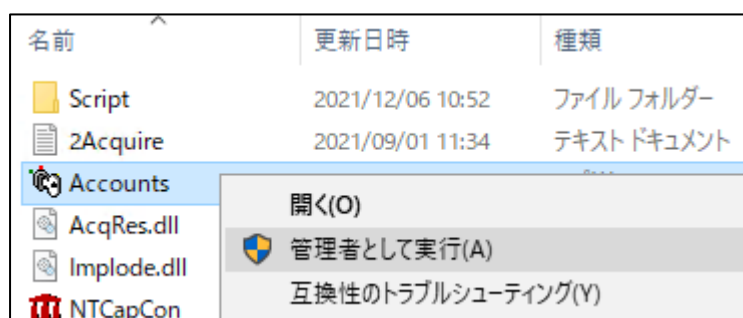 名前 更新日時 種類
Script 2021/12/06 10:52 ファイル フォルダー
2Acquire 2021/09/01 11:34 テキスト ドキュメント
Accounts
開く(O)
AcqRes.dll
管理者として実行(A)
Implode.dll
互換性のトラブルシューティング(Y)
NTCapCon